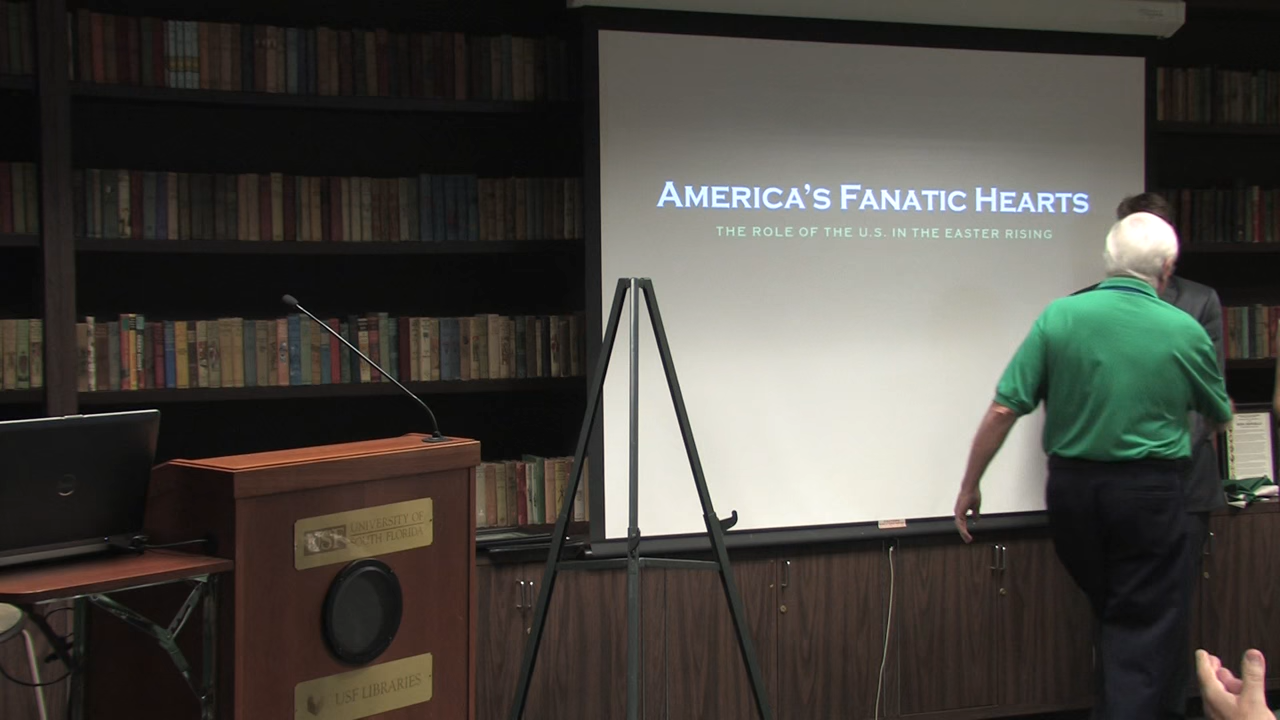 AMERICA'S FANATIC HEARTS
THE ROLE OF THE U.S. IN THE EASTER RISING
USF UNIVERSITY OF
SOUTH FLORIDA
USF LIBRARIES